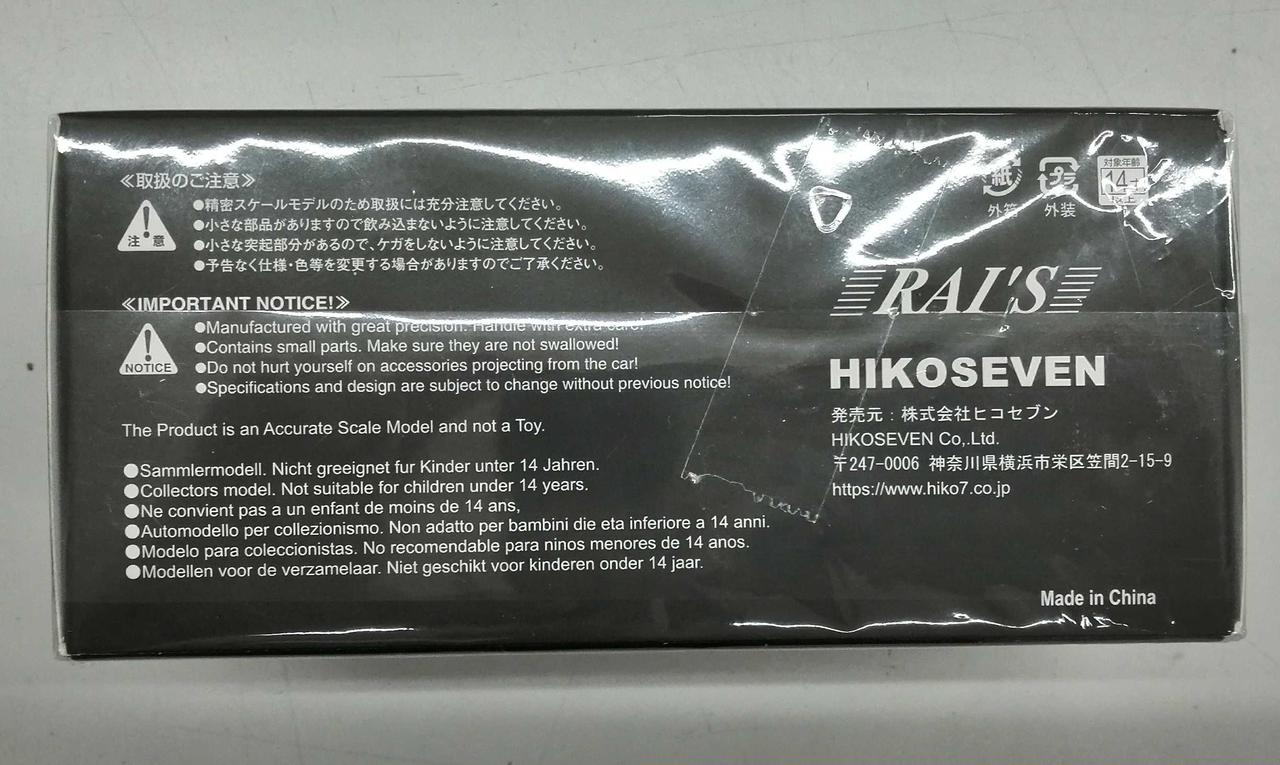 ≪取扱のご注意≫
注意
●精密スケールモデルのため取扱には充分注意してください。
●小さな部品がありますので飲み込まないように注意してください。
●小さな突起部分があるので、ケガをしないように注意してください。
●予告なく仕様・色等を変更する場合がありますのでご了承ください。
≪IMPORTANT NOTICE!≫
NOTICE
●Manufactured with great precision. Handle with extra care!
●Contains small parts. Make sure they are not swallowed!
●Do not hurt yourself on accessories projecting from the car!
●Specifications and design are subject to change without previous notice!
The Product is an Accurate Scale Model and not a Toy.
●Sammlermodell. Nicht greeignet fur Kinder unter 14 Jahren.
●Collectors model. Not suitable for children under 14 years.
●Ne convient pas a un enfant de moins de 14 ans,
●Automodello per collezionismo. Non adatto per bambini die eta inferiore a 14 anni.
●Modelo para coleccionistas. No recomendable para ninos menores de 14 anos.
●Modellen voor de verzamelaar. Niet geschikt voor kinderen onder 14 jaar.
紙
外箱
プラ
外装
対象年齢
14才
以上
RAI'S
HIKOSEVEN
発売元：株式会社ヒコセブン
HIKOSEVEN Co,.Ltd.
〒247-0006 神奈川県横浜市栄区笠間2-15-9
https://www.hiko7.co.jp
Made in China